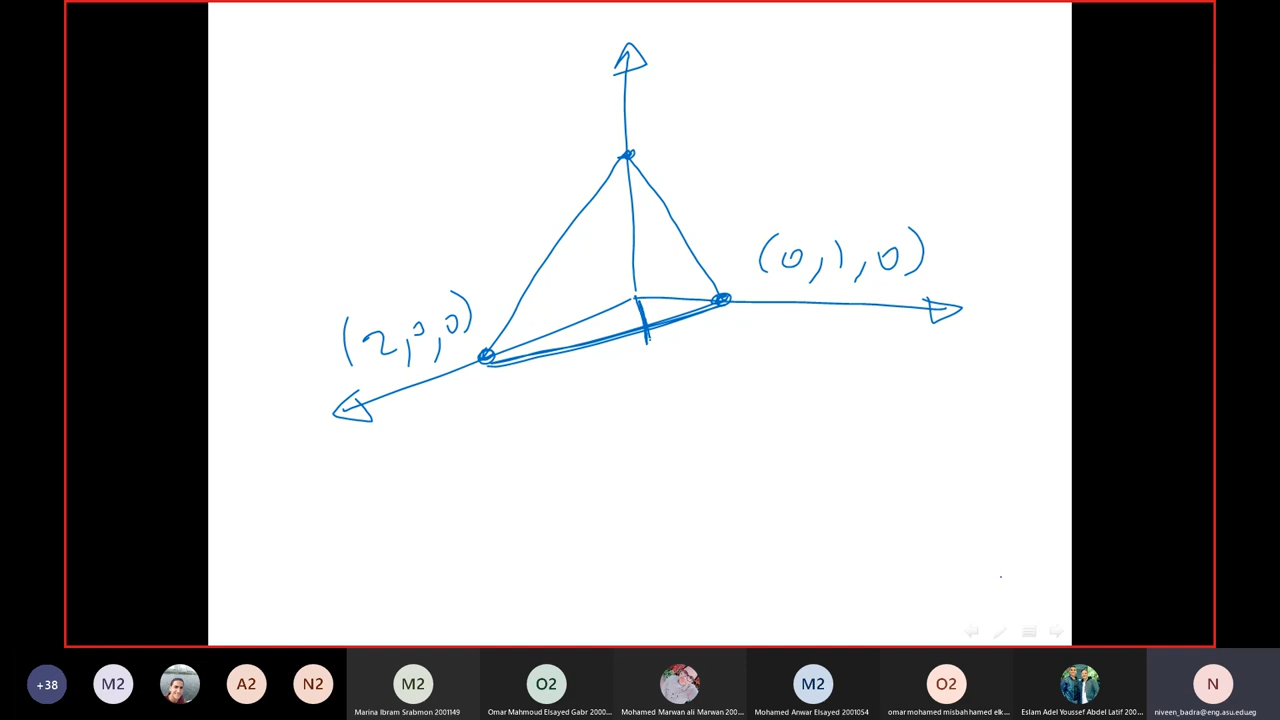 (0,1,0)
(2,0,0)
+38
M2
A2
N2
M2
Marina Ibram Srabmon 2001149
O2
Omar Mahmoud Elsayed Gabr 2000...
Mohamed Marwan ali Marwan 200...
M2
Mohamed Anwar Elsayed 2001054
O2
omar mohamed misbah hamed elk...
Eslam Adel Youssef Abdel Latif 200...
N
niveen_badra@eng.asu.edu.eg